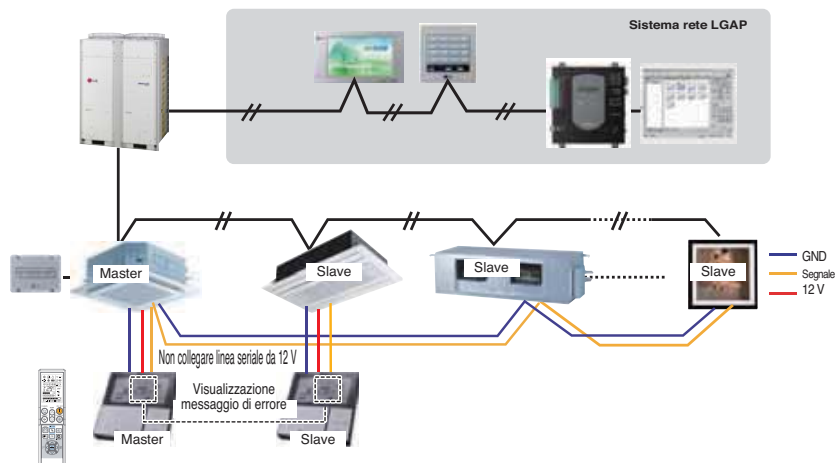 Sistema rete LGAP
LG
Master
Slave
Slave
Slave
GND
Segnale
12 V
Non collegare linea seriale da 12 V
Visualizzazione
messaggio di errore
Master
Slave